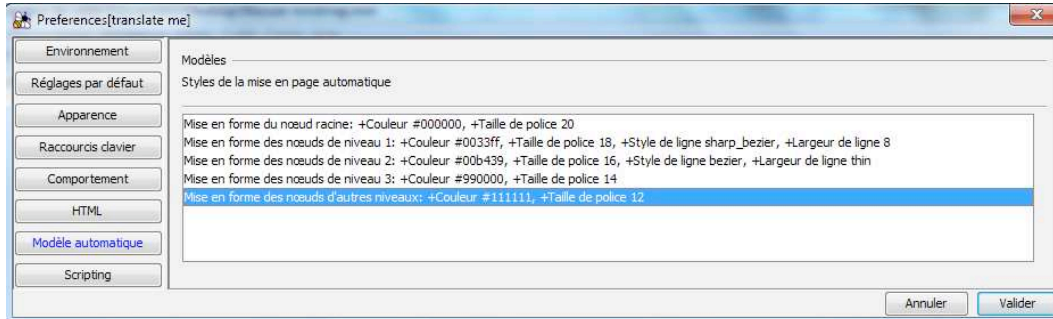 Preferences[translate me]
Environnement
Réglages par défaut
Apparence
Raccourcis clavier
Comportement
HTML
Modèle automatique
Scripting
Modèles
Styles de la mise en page automatique
Mise en forme du nœud racine: +Couleur #000000, +Taille de police 20
Mise en forme des nœuds de niveau 1: +Couleur #0033ff, +Taille de police 18, +Style de ligne sharp_bezier, +Largeur de ligne 8
Mise en forme des nœuds de niveau 2: +Couleur #00b439, +Taille de police 16, +Style de ligne bezier, +Largeur de ligne thin
Mise en forme des nœuds de niveau 3: +Couleur #990000, +Taille de police 14
Mise en forme des nœuds d'autres niveaux: +Couleur #111111, +Taille de police 12
Annuler
Valider